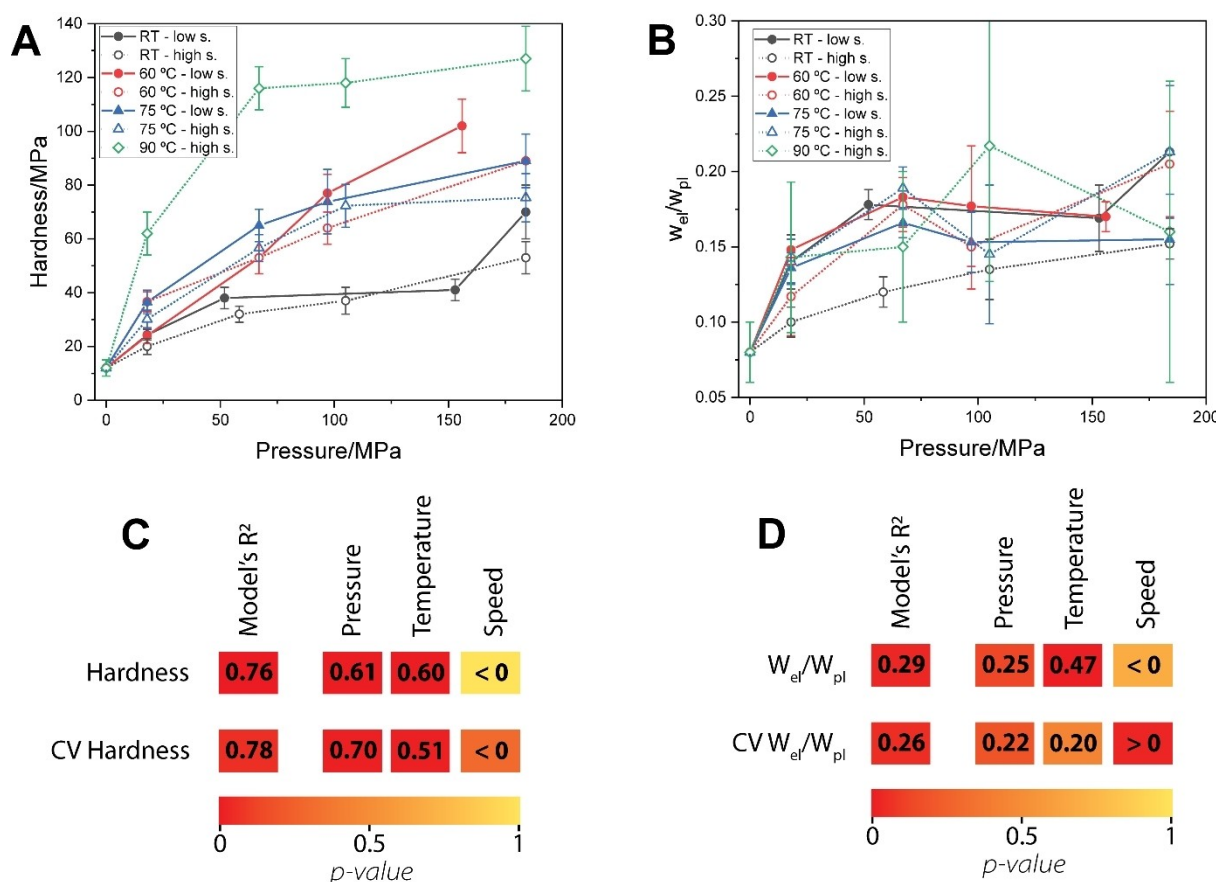 A
Hardness/MPa
140
120
100
80
60
40
20
0
RT - low s.
RT - high s.
60 ºC - low s.
60 ºC - high s.
75 ºC - low s.
75 ºC - high s.
90 ºC - high s.
0
50
100
150
200
Pressure/MPa
B
wel/wpl
0.30
0.25
0.20
0.15
0.10
0.05
RT - low s.
RT - high s.
60 ºC - low s.
60 ºC - high s.
75 ºC - low s.
75 ºC - high s.
90 ºC - high s.
0
50
100
150
200
Pressure/MPa
C
Model's R²
Pressure
Temperature
Speed
Hardness 0.76 0.61 0.60 < 0
CV Hardness 0.78 0.70 0.51 < 0
0 0.5 1
p-value
D
Model's R²
Pressure
Temperature
Speed
Wel/Wpl 0.29 0.25 0.47 < 0
CV Wel/Wpl 0.26 0.22 0.20 > 0
0 0.5 1
p-value